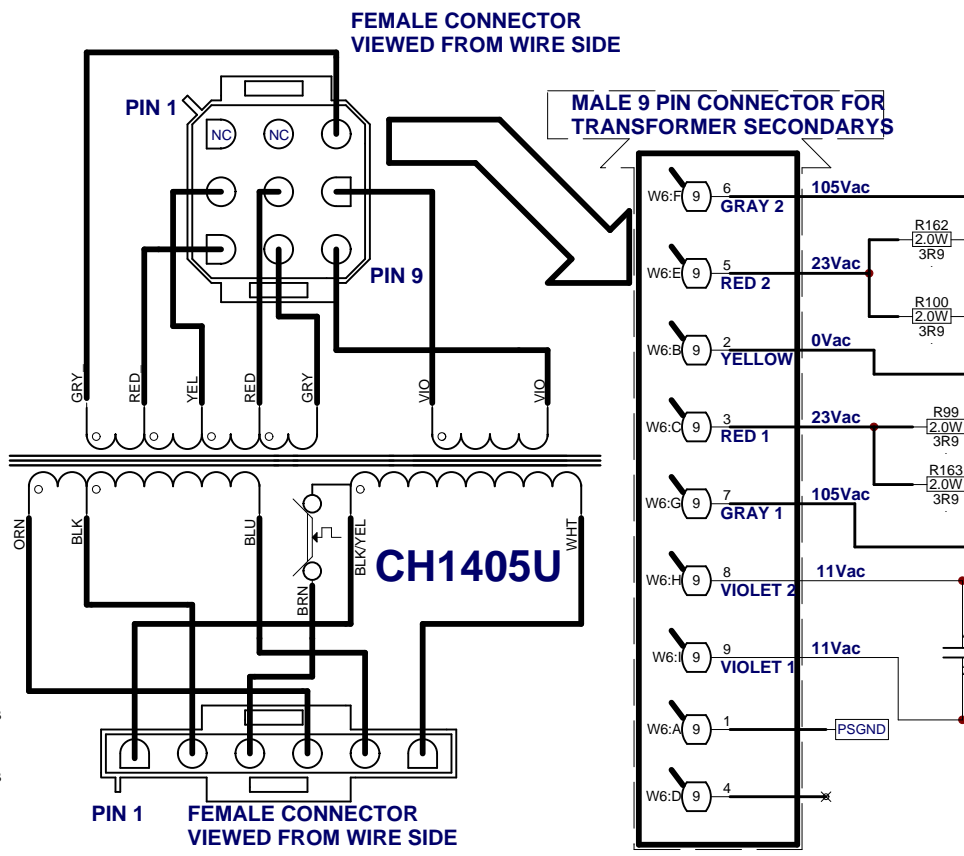 FEMALE CONNECTOR
VIEWED FROM WIRE SIDE
PIN 1
NC
NC
PIN 9
GRY
RED
YEL
RED
GRY
VIO
VIO
ORN
BLK
BLU
BRN
BLK/YEL
WHT
CH1405U
PIN 1
FEMALE CONNECTOR
VIEWED FROM WIRE SIDE
MALE 9 PIN CONNECTOR FOR
TRANSFORMER SECONDARYS
W6:F 9 6 105Vac
GRAY 2
W6:E 9 5 23Vac
RED 2
R162
2.0W
3R9
R100
2.0W
3R9
W6:B 9 2 0Vac
YELLOW
W6:C 9 3 23Vac
RED 1
R99
2.0W
3R9
R163
2.0W
3R9
W6:G 9 7 105Vac
GRAY 1
W6:H 9 8 11Vac
VIOLET 2
W6:I 9 9 11Vac
VIOLET 1
W6:A 9 1 PSGND
W6:D 9 4